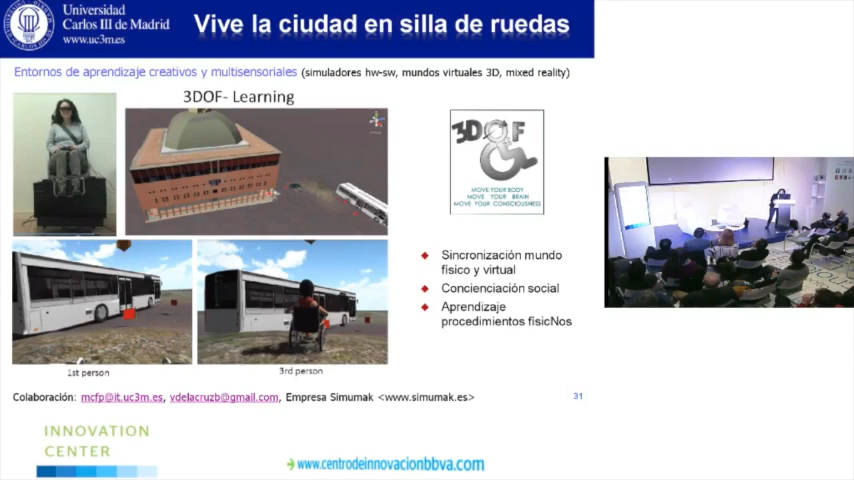 Universidad
Carlos III de Madrid
www.uc3m.es
Vive la ciudad en silla de ruedas
Entornos de aprendizaje creativos y multisensoriales (simuladores hw-sw, mundos virtuales 3D, mixed reality)
3DOF- Learning
3DOF
MOVE YOUR BODY
MOVE YOUR BRAIN
MOVE YOUR CONSCIOUSNESS
Sincronización mundo
físico y virtual
Concienciación social
Aprendizaje
procedimientos físicNos
1st person
3rd person
Colaboración: mcfp@it.uc3m.es, vdelacruzb@gmail.com, Empresa Simumak <www.simumak.es>
31
INNOVATION
CENTER
www.centrodeinnovacionbbva.com